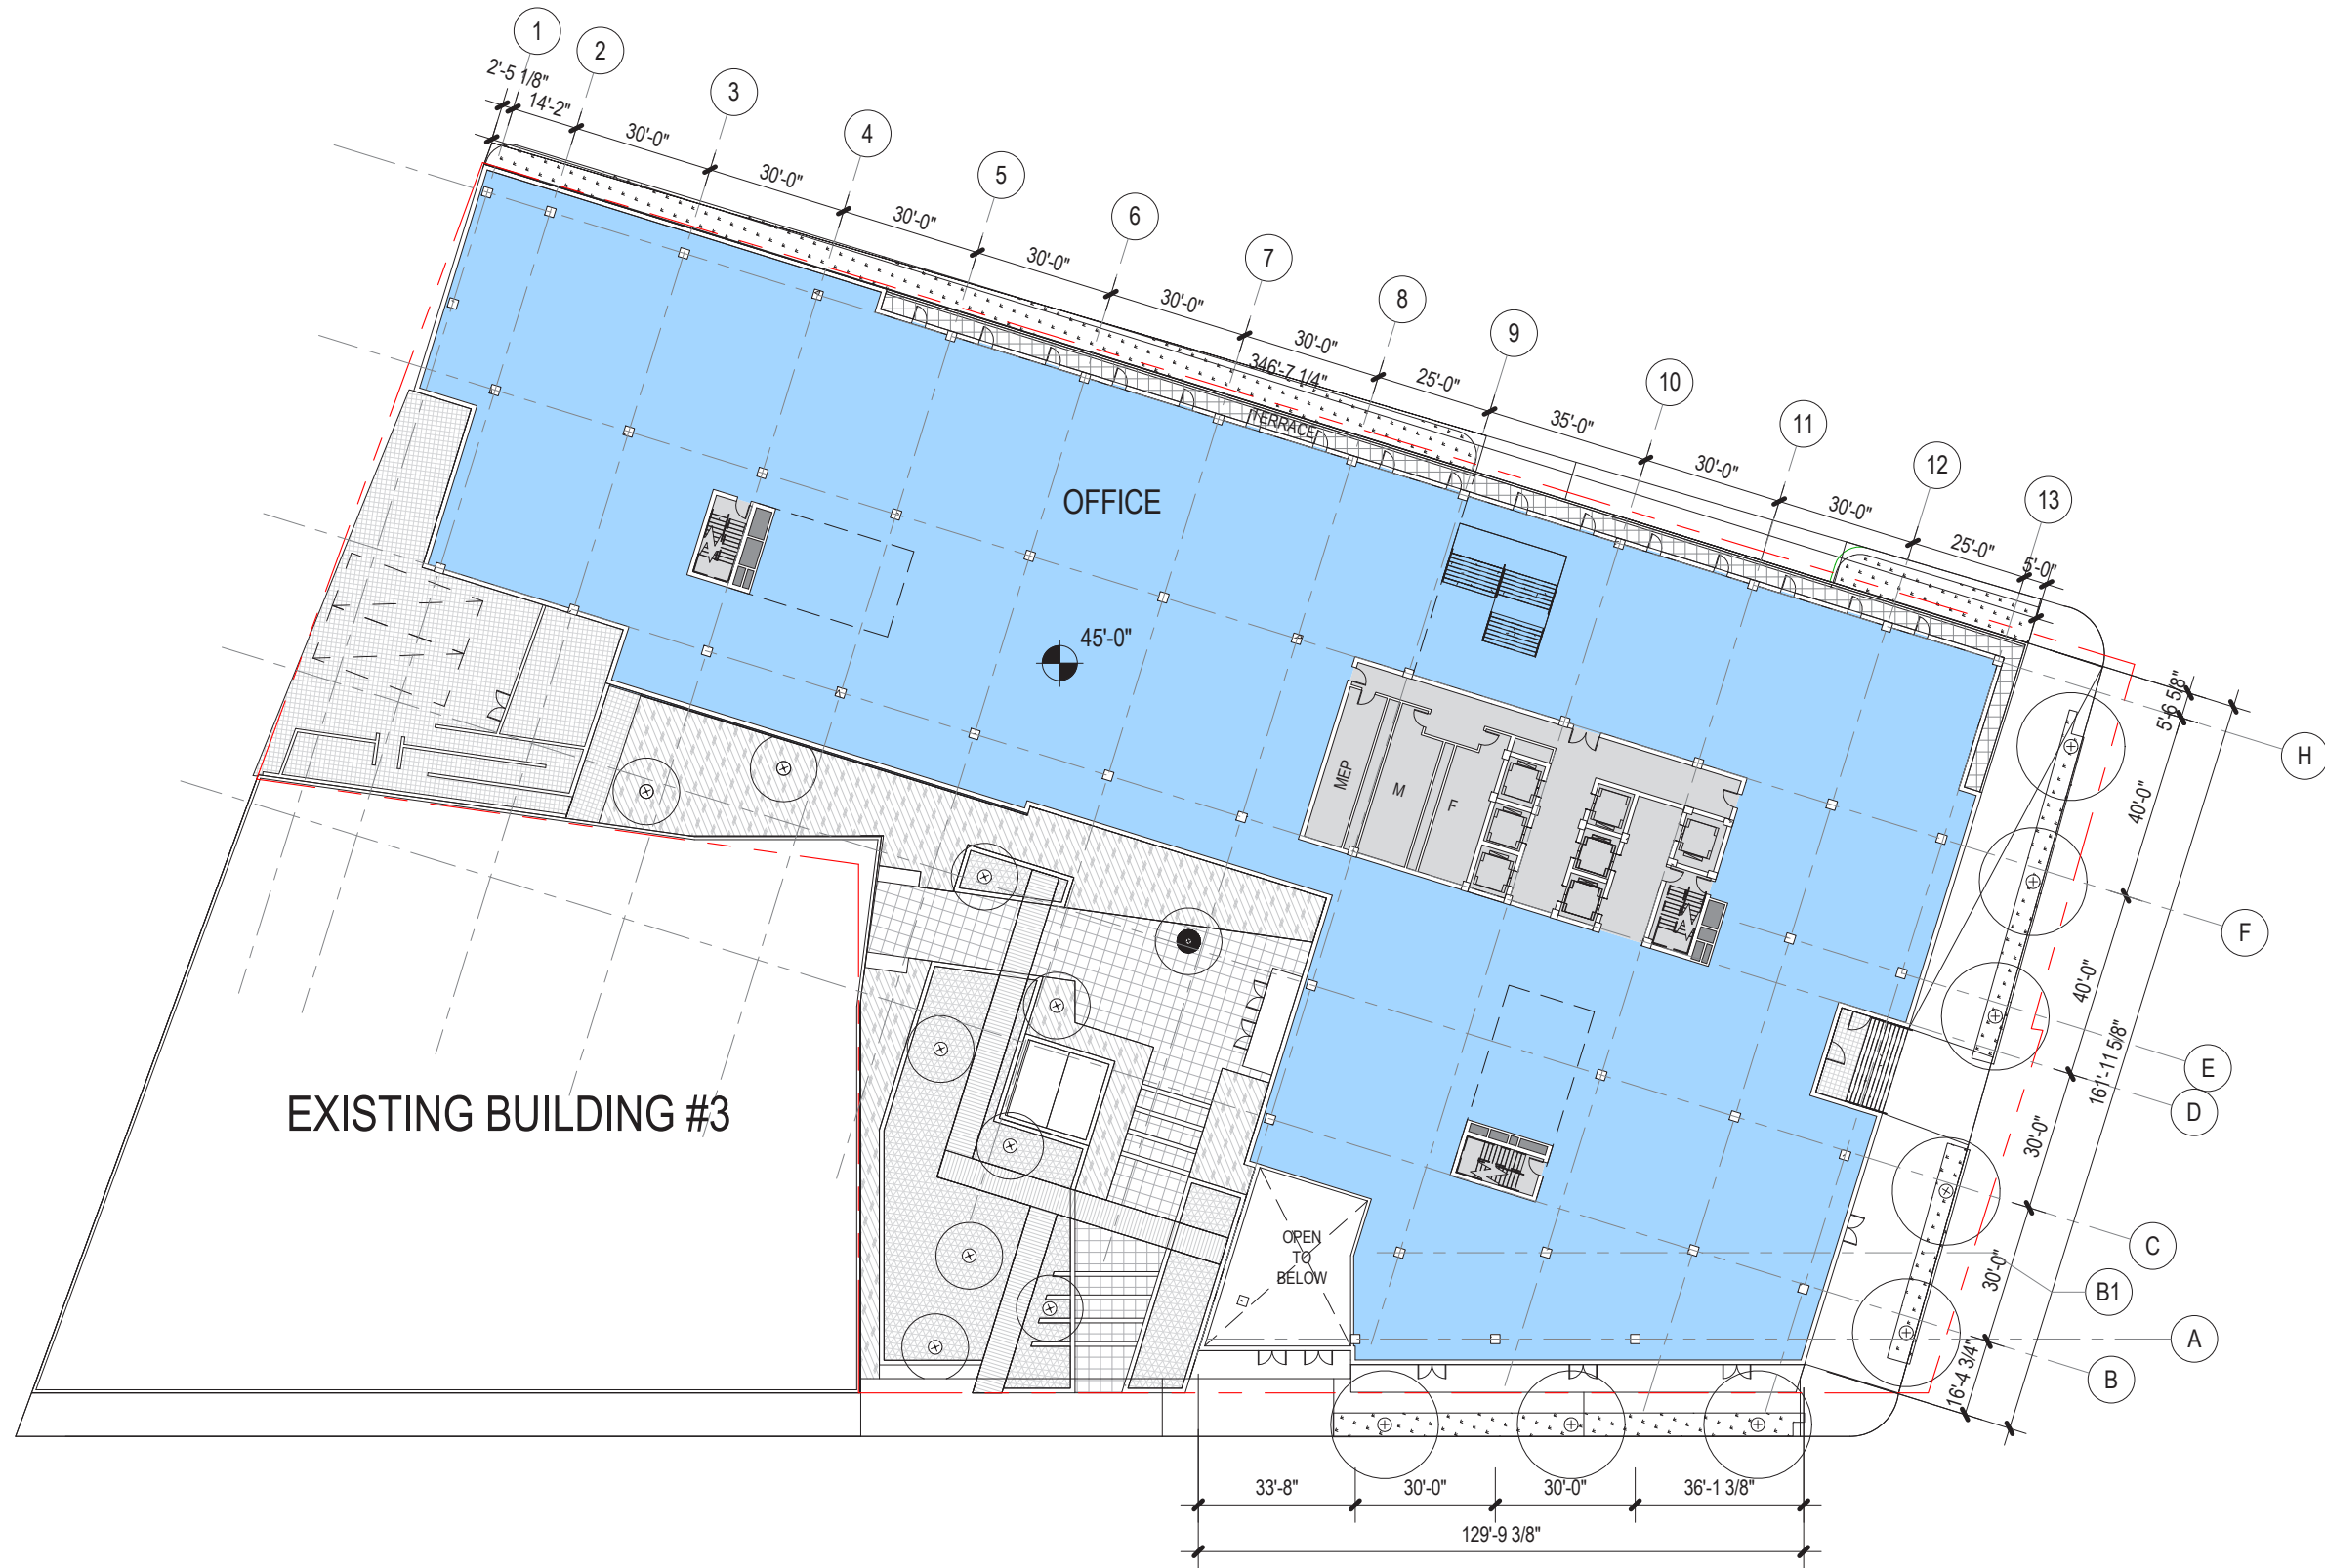 1
2
3
4
5
6
7
8
9
10
11
12
13
2'-5 1/8"
14'-2"
30'-0"
30'-0"
30'-0"
30'-0"
30'-0"
30'-0"
25'-0"
35'-0"
30'-0"
30'-0"
25'-0"
5'-0"
346'-7 1/4"
TERRACE
OFFICE
45'-0"
MEP
M
F
5'-6 5/8"
40'-0"
40'-0"
30'-0"
30'-0"
16'-4 3/4"
161'-11 5/8"
H
F
E
D
C
B1
A
B
EXISTING BUILDING #3
OPEN
TO
BELOW
33'-8"
30'-0"
30'-0"
36'-1 3/8"
129'-9 3/8"